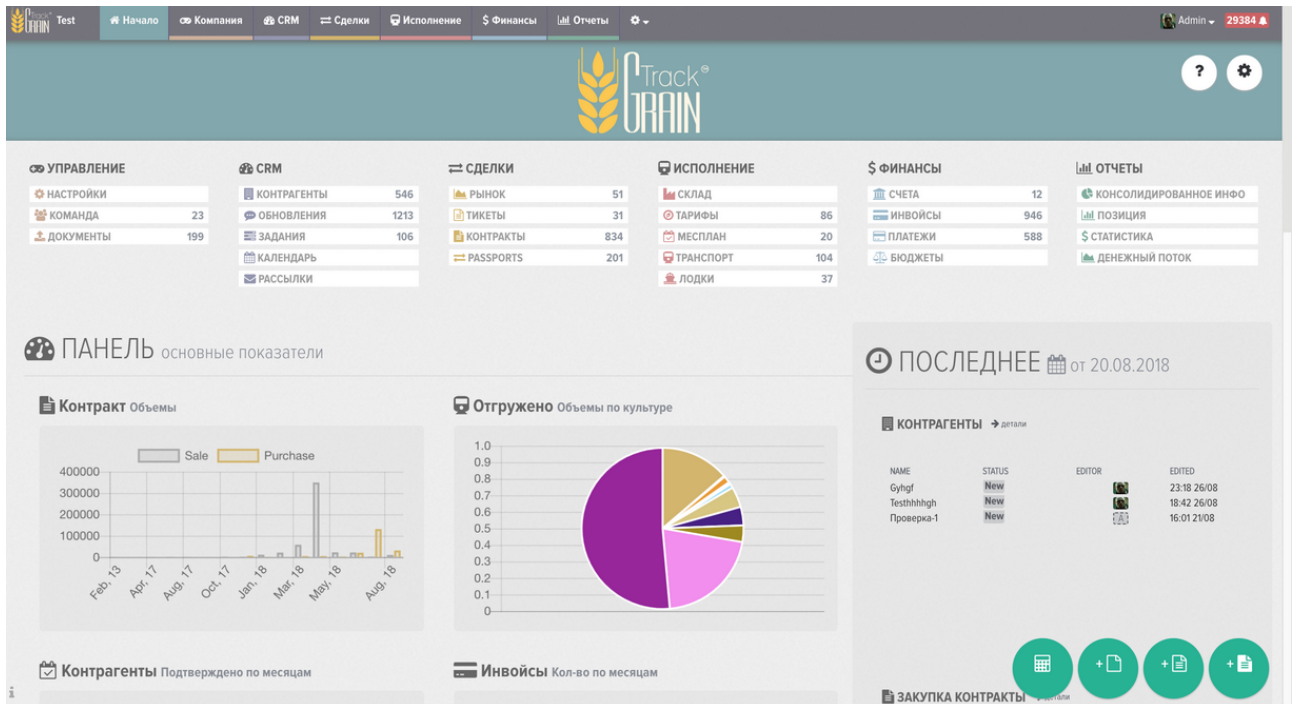 Track GRAIN Test Начало Компания CRM Сделки Исполнение $ Финансы Отчеты Admin 29384
Track®
GRAIN
?
УПРАВЛЕНИЕ
НАСТРОЙКИ
КОМАНДА 23
ДОКУМЕНТЫ 199
CRM
КОНТРАГЕНТЫ 546
ОБНОВЛЕНИЯ 1213
ЗАДАНИЯ 106
КАЛЕНДАРЬ
РАССЫЛКИ
СДЕЛКИ
РЫНОК 51
ТИКЕТЫ 31
КОНТРАКТЫ 834
PASSPORTS 201
ИСПОЛНЕНИЕ
СКЛАД
ТАРИФЫ 86
МЕСПЛАН 20
ТРАНСПОРТ 104
ЛОДКИ 37
$ ФИНАНСЫ
СЧЕТА 12
ИНВОЙСЫ 946
ПЛАТЕЖИ 588
БЮДЖЕТЫ
ОТЧЕТЫ
КОНСОЛИДИРОВАННОЕ ИНФО
ПОЗИЦИЯ
$ СТАТИСТИКА
ДЕНЕЖНЫЙ ПОТОК
ПАНЕЛЬ основные показатели
Контракт Объемы
Sale Purchase
400000
300000
200000
100000
0
Feb, 13 Apr, 17 Aug, 17 Oct, 17 Jan, 18 Mar, 18 May, 18 Aug, 18
Отгружено Объемы по культуре
1.0
0.9
0.8
0.7
0.6
0.5
0.4
0.3
0.2
0.1
0
Контрагенты Подтверждено по месяцам
Инвойсы Кол-во по месяцам
ПОСЛЕДНЕЕ от 20.08.2018
КОНТРАГЕНТЫ → детали
NAME STATUS EDITOR EDITED
Gyhgf New 23:18 26/08
Testhhhhgh New 18:42 26/08
Проверка-1 New A 16:01 21/08
+ + +
ЗАКУПКА КОНТРАКТЫ
i